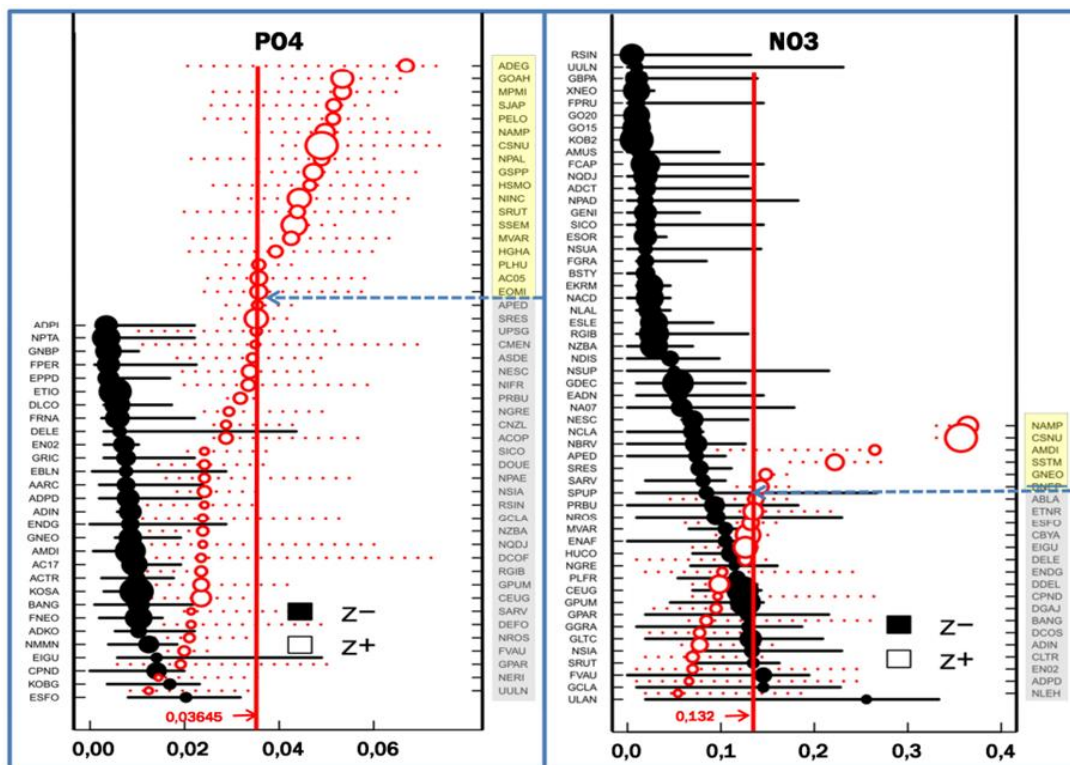 PO4
ADEG
GOAH
MPMI
SJAP
PELO
NAMP
CSNU
NPAL
GSPP
HSMO
NINC
SRUT
SSEM
MVAR
HGHA
PLHU
AC05
EOMI
APED
SRES
UPSG
CMEN
ASDE
NESC
NIFR
PRBU
NGRE
CNZL
ACOP
SICO
DOUE
NPAE
NSIA
RSIN
GCLA
NZBA
NQDJ
DCOF
RGIB
GPUM
CEUG
SARV
DEFO
NROS
FVAU
GPAR
NERI
UULN
ADPI
NPTA
GNBP
FPER
EPPD
ETIO
DLCO
FRNA
DELE
EN02
GRIC
EBLN
AARC
ADPD
ADIN
ENDG
GNEO
AMDI
AC17
ACTR
KOSA
BANG
FNEO
ADKO
NMMN
EIGU
CPND
KOBG
ESFO
z−
z+
0,03645
0,00 0,02 0,04 0,06
NO3
RSIN
UULN
GBPA
XNEO
FPRU
GO20
GO15
KOB2
AMUS
FCAP
NQDJ
ADCT
NPAD
GENI
SICO
ESOR
NSUA
FGRA
BSTY
EKRM
NACD
NLAL
ESLE
RGIB
NZBA
NDIS
NSUP
GDEC
EADN
NA07
NESC
NCLA
NBRV
APED
SRES
SARV
SPUP
PRBU
NROS
MVAR
ENAF
HUCO
NGRE
PLFR
CEUG
GPUM
GPAR
GGRA
GLTC
NSIA
SRUT
FVAU
GCLA
ULAN
NAMP
CSNU
AMDI
SSTM
GNEO
ABLA
ETNR
ESFO
CBYA
EIGU
DELE
ENDG
DDEL
CPND
DGAJ
BANG
DCOS
ADIN
CLTR
EN02
ADPD
NLEH
z−
z+
0,132
0,0 0,1 0,2 0,3 0,4